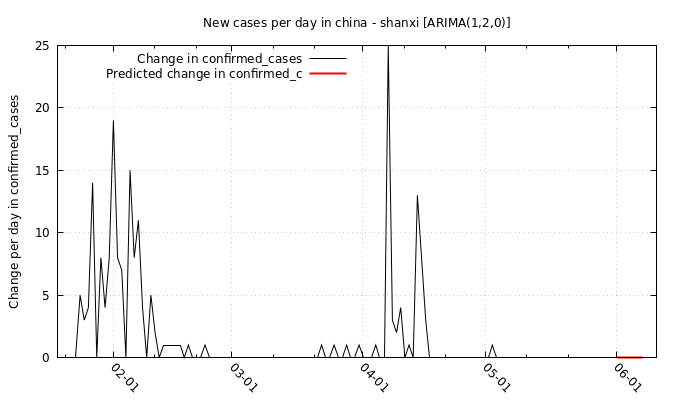 New cases per day in china - shanxi [ARIMA(1,2,0)]
Change in confirmed_cases
Predicted change in confirmed_c
Change per day in confirmed_cases
25
20
15
10
5
0
02-01
03-01
04-01
05-01
06-01